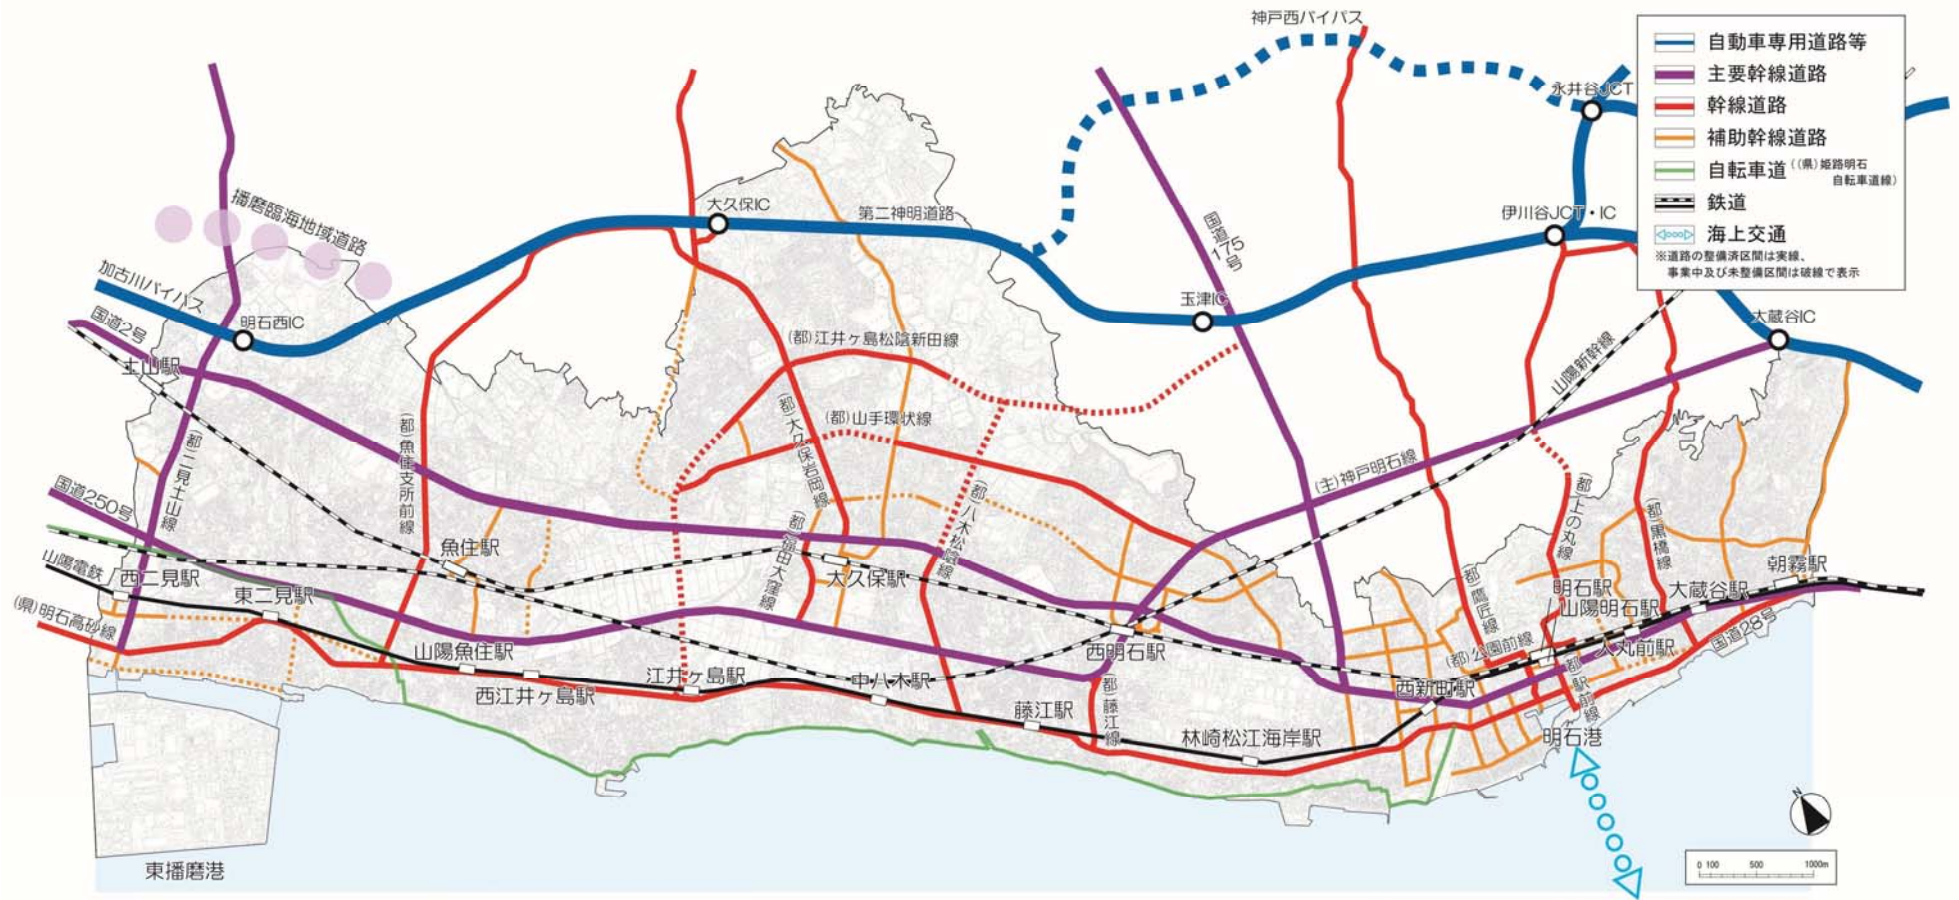 神戸西バイパス
永井谷JCT
自動車専用道路等
主要幹線道路
幹線道路
補助幹線道路
自転車道((県)姫路明石
自転車道線)
鉄道
海上交通
※道路の整備済区間は実線、
事業中及び未整備区間は破線で表示
播磨臨海地域道路
大久保IC
第二神明道路
国道175号
伊川谷JCT・IC
加古川バイパス
明石西IC
玉津IC
大蔵谷IC
国道2号
土山駅
(都)江井ヶ島松陰新田線
山陽新幹線
(都)魚住支所前線
(都)大久保岩岡線
(都)山手環状線
(都)二見土山線
(主)神戸明石線
国道250号
(都)八木松陰線
(都)上の丸線
(都)黒橋線
(都)福田大窪線
魚住駅
大久保駅
山陽電鉄
西二見駅
東二見駅
(県)明石高砂線
(都)鷹匠線
明石駅
山陽明石駅
大蔵谷駅
朝霧駅
国道28号
人丸前駅
(都)公園前線
(都)駅前線
山陽魚住駅
西江井ヶ島駅
江井ヶ島駅
中八木駅
西明石駅
(都)藤江線
藤江駅
林崎松江海岸駅
西新町駅
明石港
東播磨港
N
0 100 500 1000m